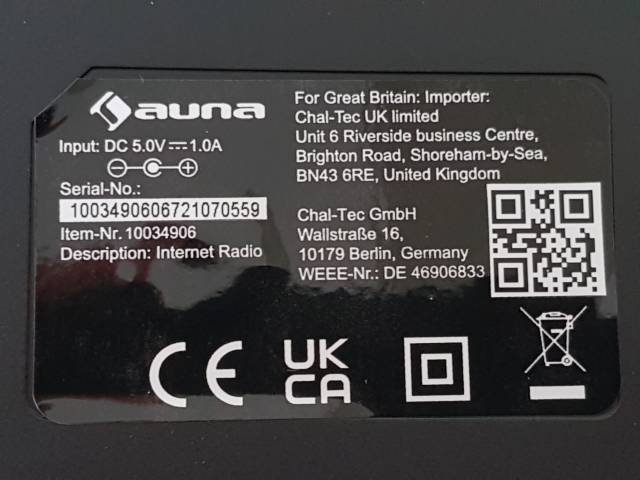 auna
Input: DC 5.0V⎓1.0A
Serial-No.:
1003490606721070559
Item-Nr. 10034906
Description: Internet Radio
For Great Britain: Importer:
Chal-Tec UK limited
Unit 6 Riverside business Centre,
Brighton Road, Shoreham-by-Sea,
BN43 6RE, United Kingdom
Chal-Tec GmbH
Wallstraße 16,
10179 Berlin, Germany
WEEE-Nr.: DE 46906833
CE
UK
CA